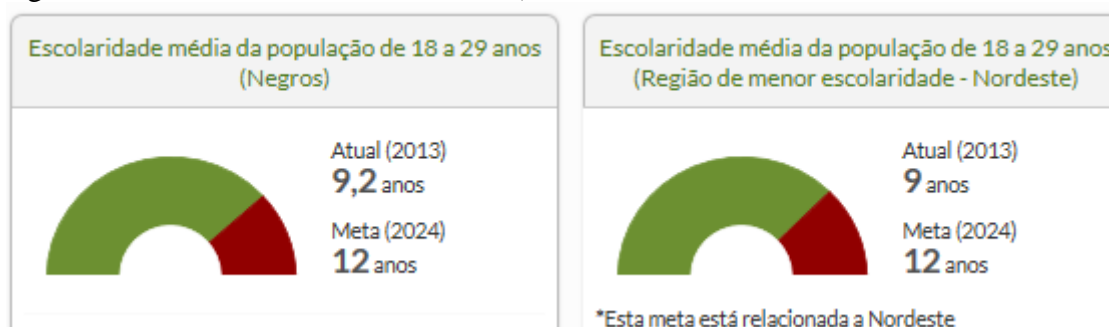 Escolaridade média da população de 18 a 29 anos
(Negros)
Atual (2013)
9,2 anos
Meta (2024)
12 anos
Escolaridade média da população de 18 a 29 anos
(Região de menor escolaridade - Nordeste)
Atual (2013)
9 anos
Meta (2024)
12 anos
*Esta meta está relacionada a Nordeste